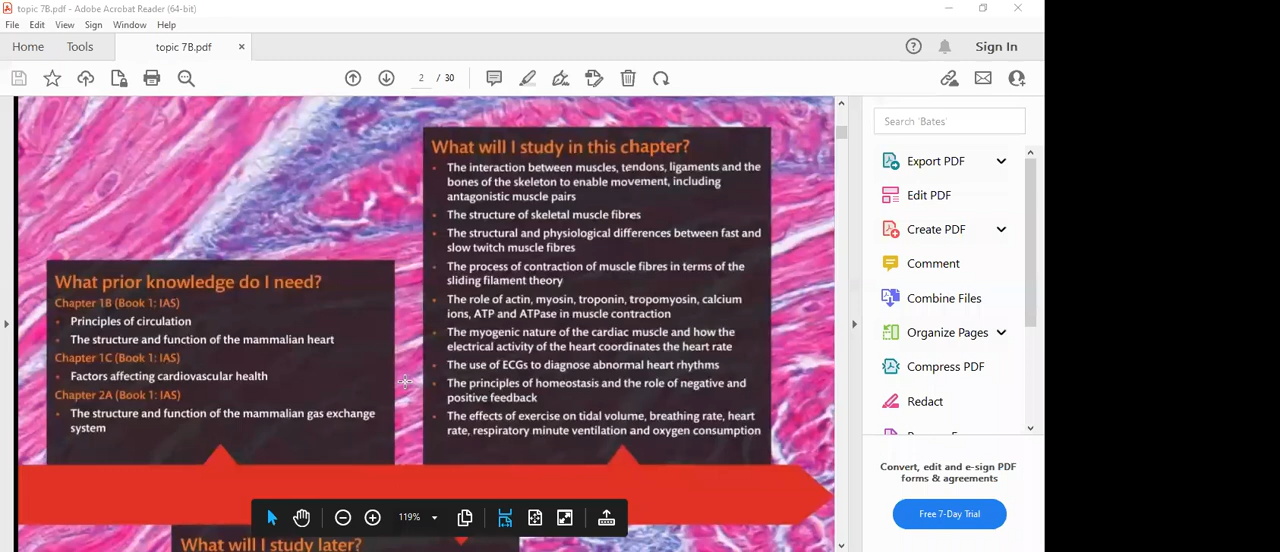 topic 7B.pdf - Adobe Acrobat Reader (64-bit)
File Edit View Sign Window Help
Home Tools topic 7B.pdf Sign In
2 / 30
What will I study in this chapter?
The interaction between muscles, tendons, ligaments and the
bones of the skeleton to enable movement, including
antagonistic muscle pairs
The structure of skeletal muscle fibres
The structural and physiological differences between fast and
slow twitch muscle fibres
The process of contraction of muscle fibres in terms of the
sliding filament theory
The role of actin, myosin, troponin, tropomyosin, calcium
ions, ATP and ATPase in muscle contraction
The myogenic nature of the cardiac muscle and how the
electrical activity of the heart coordinates the heart rate
The use of ECGs to diagnose abnormal heart rhythms
The principles of homeostasis and the role of negative and
positive feedback
The effects of exercise on tidal volume, breathing rate, heart
rate, respiratory minute ventilation and oxygen consumption
What prior knowledge do I need?
Chapter 1B (Book 1: IAS)
Principles of circulation
The structure and function of the mammalian heart
Chapter 1C (Book 1: IAS)
Factors affecting cardiovascular health
Chapter 2A (Book 1: IAS)
The structure and function of the mammalian gas exchange
system
What will I study later?
119%
Search 'Bates'
Export PDF
Edit PDF
Create PDF
Comment
Combine Files
Organize Pages
Compress PDF
Redact
Convert, edit and e-sign PDF
forms & agreements
Free 7-Day Trial